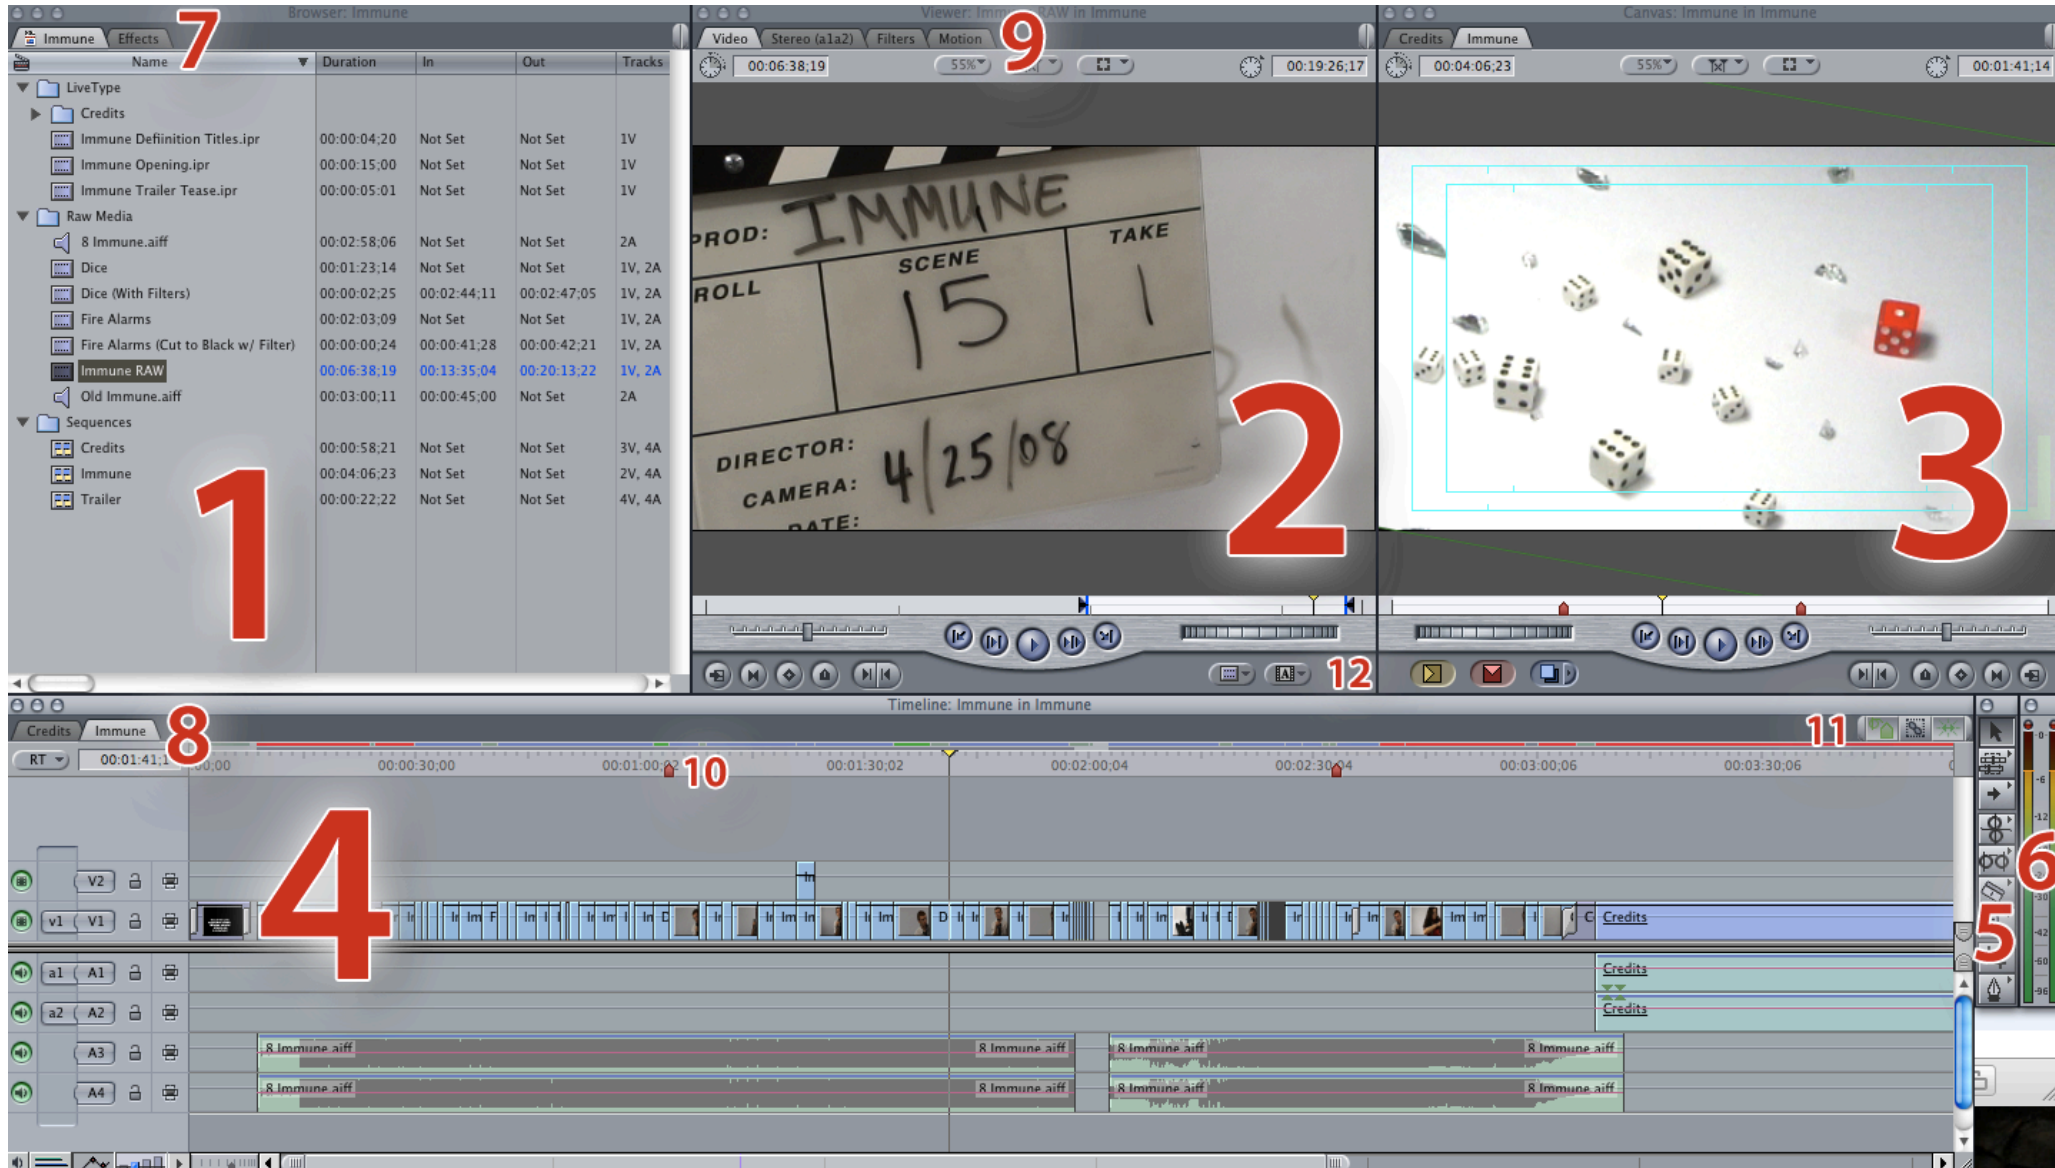 Browser: Immune
7
Immune Effects
Name Duration In Out Tracks
LiveType
Credits
Immune Defiinition Titles.ipr 00:00:04;20 Not Set Not Set 1V
Immune Opening.ipr 00:00:15;00 Not Set Not Set 1V
Immune Trailer Tease.ipr 00:00:05:01 Not Set Not Set 1V
Raw Media
8 Immune.aiff 00:02:58;06 Not Set Not Set 2A
Dice 00:01:23;14 Not Set Not Set 1V, 2A
Dice (With Filters) 00:00:02;25 00:02:44;11 00:02:47;05 1V, 2A
Fire Alarms 00:02:03;09 Not Set Not Set 1V, 2A
Fire Alarms (Cut to Black w/ Filter) 00:00:00;24 00:00:41;28 00:00:42;21 1V, 2A
Immune RAW 00:06:38;19 00:13:35;04 00:20:13;22 1V, 2A
Old Immune.aiff 00:03:00;11 00:00:45;00 Not Set 2A
Sequences
Credits 00:00:58;21 Not Set Not Set 3V, 4A
Immune 00:04:06;23 Not Set Not Set 2V, 4A
Trailer 00:00:22;22 Not Set Not Set 4V, 4A
1
Viewer: Immune RAW in Immune
9
Video Stereo (a1a2) Filters Motion
00:06:38;19 55% 00:19:26;17
PROD: IMMUNE
ROLL SCENE TAKE
15 1
DIRECTOR:
CAMERA: 4/25/08
DATE:
2
12
Canvas: Immune in Immune
Credits Immune
00:04:06;23 55% 00:01:41;14
3
Timeline: Immune in Immune
8
Credits Immune
11
RT 00:01:41;1
00;00 00:00:30;00 00:01:00;02 00:01:30;02 00:02:00;04 00:02:30;04 00:03:00;06 00:03:30;06
10
4
V2
v1 V1 Credits
a1 A1 Credits
a2 A2 Credits
A3 8 Immune.aiff 8 Immune.aiff 8 Immune.aiff 8 Immune.aiff
A4 8 Immune.aiff 8 Immune.aiff 8 Immune.aiff 8 Immune.aiff
5
6
-0
-6
-12
-30
-42
-60
-96